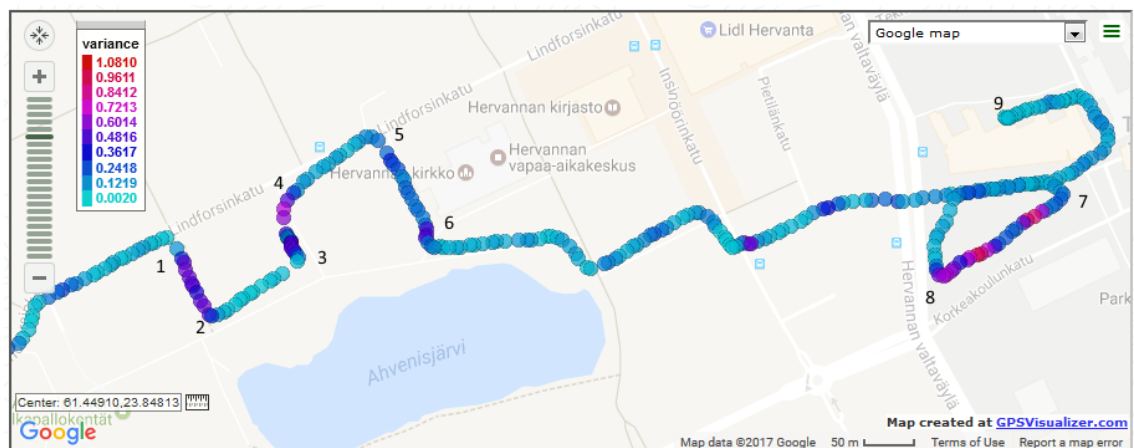 variance
1.0810
0.9611
0.8412
0.7213
0.6014
0.4816
0.3617
0.2418
0.1219
0.0020
Google map
Lindforsinkatu
Lindforsinkatu
Lindforsinkatu
Lidl Hervanta
Hervannan kirjasto
Hervannan
vapaa-aikakeskus
Hervannan kirkko
Insinöörinkatu
Pietilänkatu
Hervannan valtaväylä
Hervannan valtaväylä
Korkeakoulunkatu
Park
Ahvenisjärvi
1
2
3
4
5
6
7
8
9
Center: 61.44910,23.84813
lkapallokentät
Google
Map created at GPSVisualizer.com
Map data ©2017 Google 50 m Terms of Use Report a map error